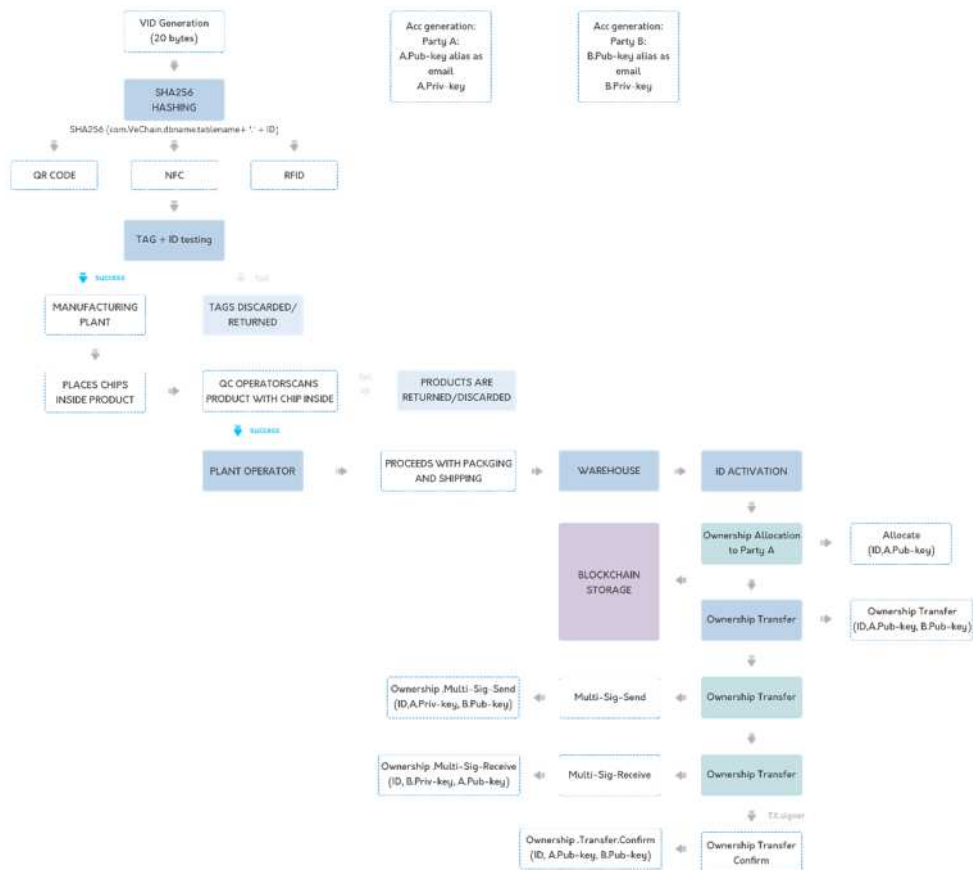 VID Generation
(20 bytes)
Acc generation:
Party A:
A.Pub-key alias as
email
A.Priv-key
Acc generation:
Party B:
B.Pub-key alias as
email
B.Priv-key
SHA256
HASHING
SHA256 (com.VeChain.dbname.tablename + '.' + ID)
QR CODE
NFC
RFID
TAG + ID testing
success
fail
MANUFACTURING
PLANT
TAGS DISCARDED/
RETURNED
PLACES CHIPS
INSIDE PRODUCT
QC OPERATORSCANS
PRODUCT WITH CHIP INSIDE
fail
PRODUCTS ARE
RETURNED/DISCARDED
success
PLANT OPERATOR
PROCEEDS WITH PACKGING
AND SHIPPING
WAREHOUSE
ID ACTIVATION
BLOCKCHAIN
STORAGE
Ownership Allocation
to Party A
Allocate
(ID,A.Pub-key)
Ownership Transfer
Ownership Transfer
(ID,A.Pub-key, B.Pub-key)
Ownership .Multi-Sig-Send
(ID,A.Priv-key, B.Pub-key)
Multi-Sig-Send
Ownership Transfer
Ownership .Multi-Sig-Receive
(ID, B.Priv-key, A.Pub-key)
Multi-Sig-Receive
Ownership Transfer
TX.signer
Ownership .Transfer.Confirm
(ID, A.Pub-key, B.Pub-key)
Ownership Transfer
Confirm